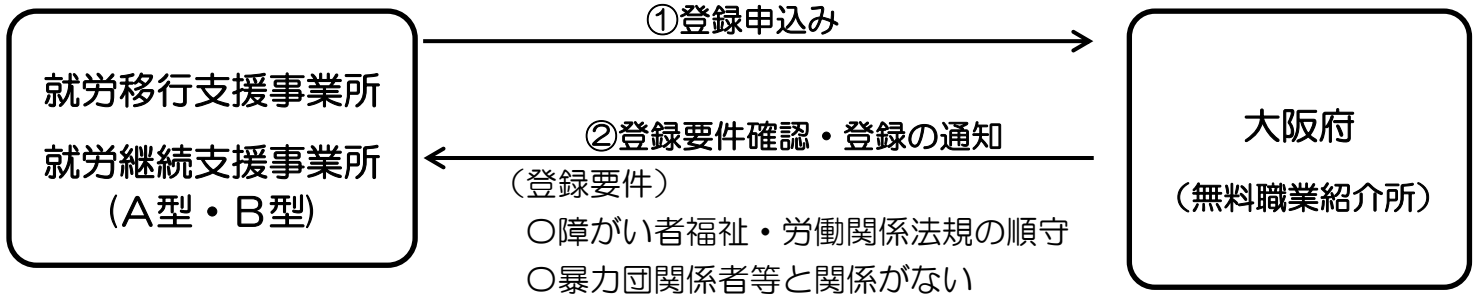 ①登録申込み
就労移行支援事業所
就労継続支援事業所
(A型・B型)
②登録要件確認・登録の通知
（登録要件）
〇障がい者福祉・労働関係法規の順守
〇暴力団関係者等と関係がない
大阪府
（無料職業紹介所）